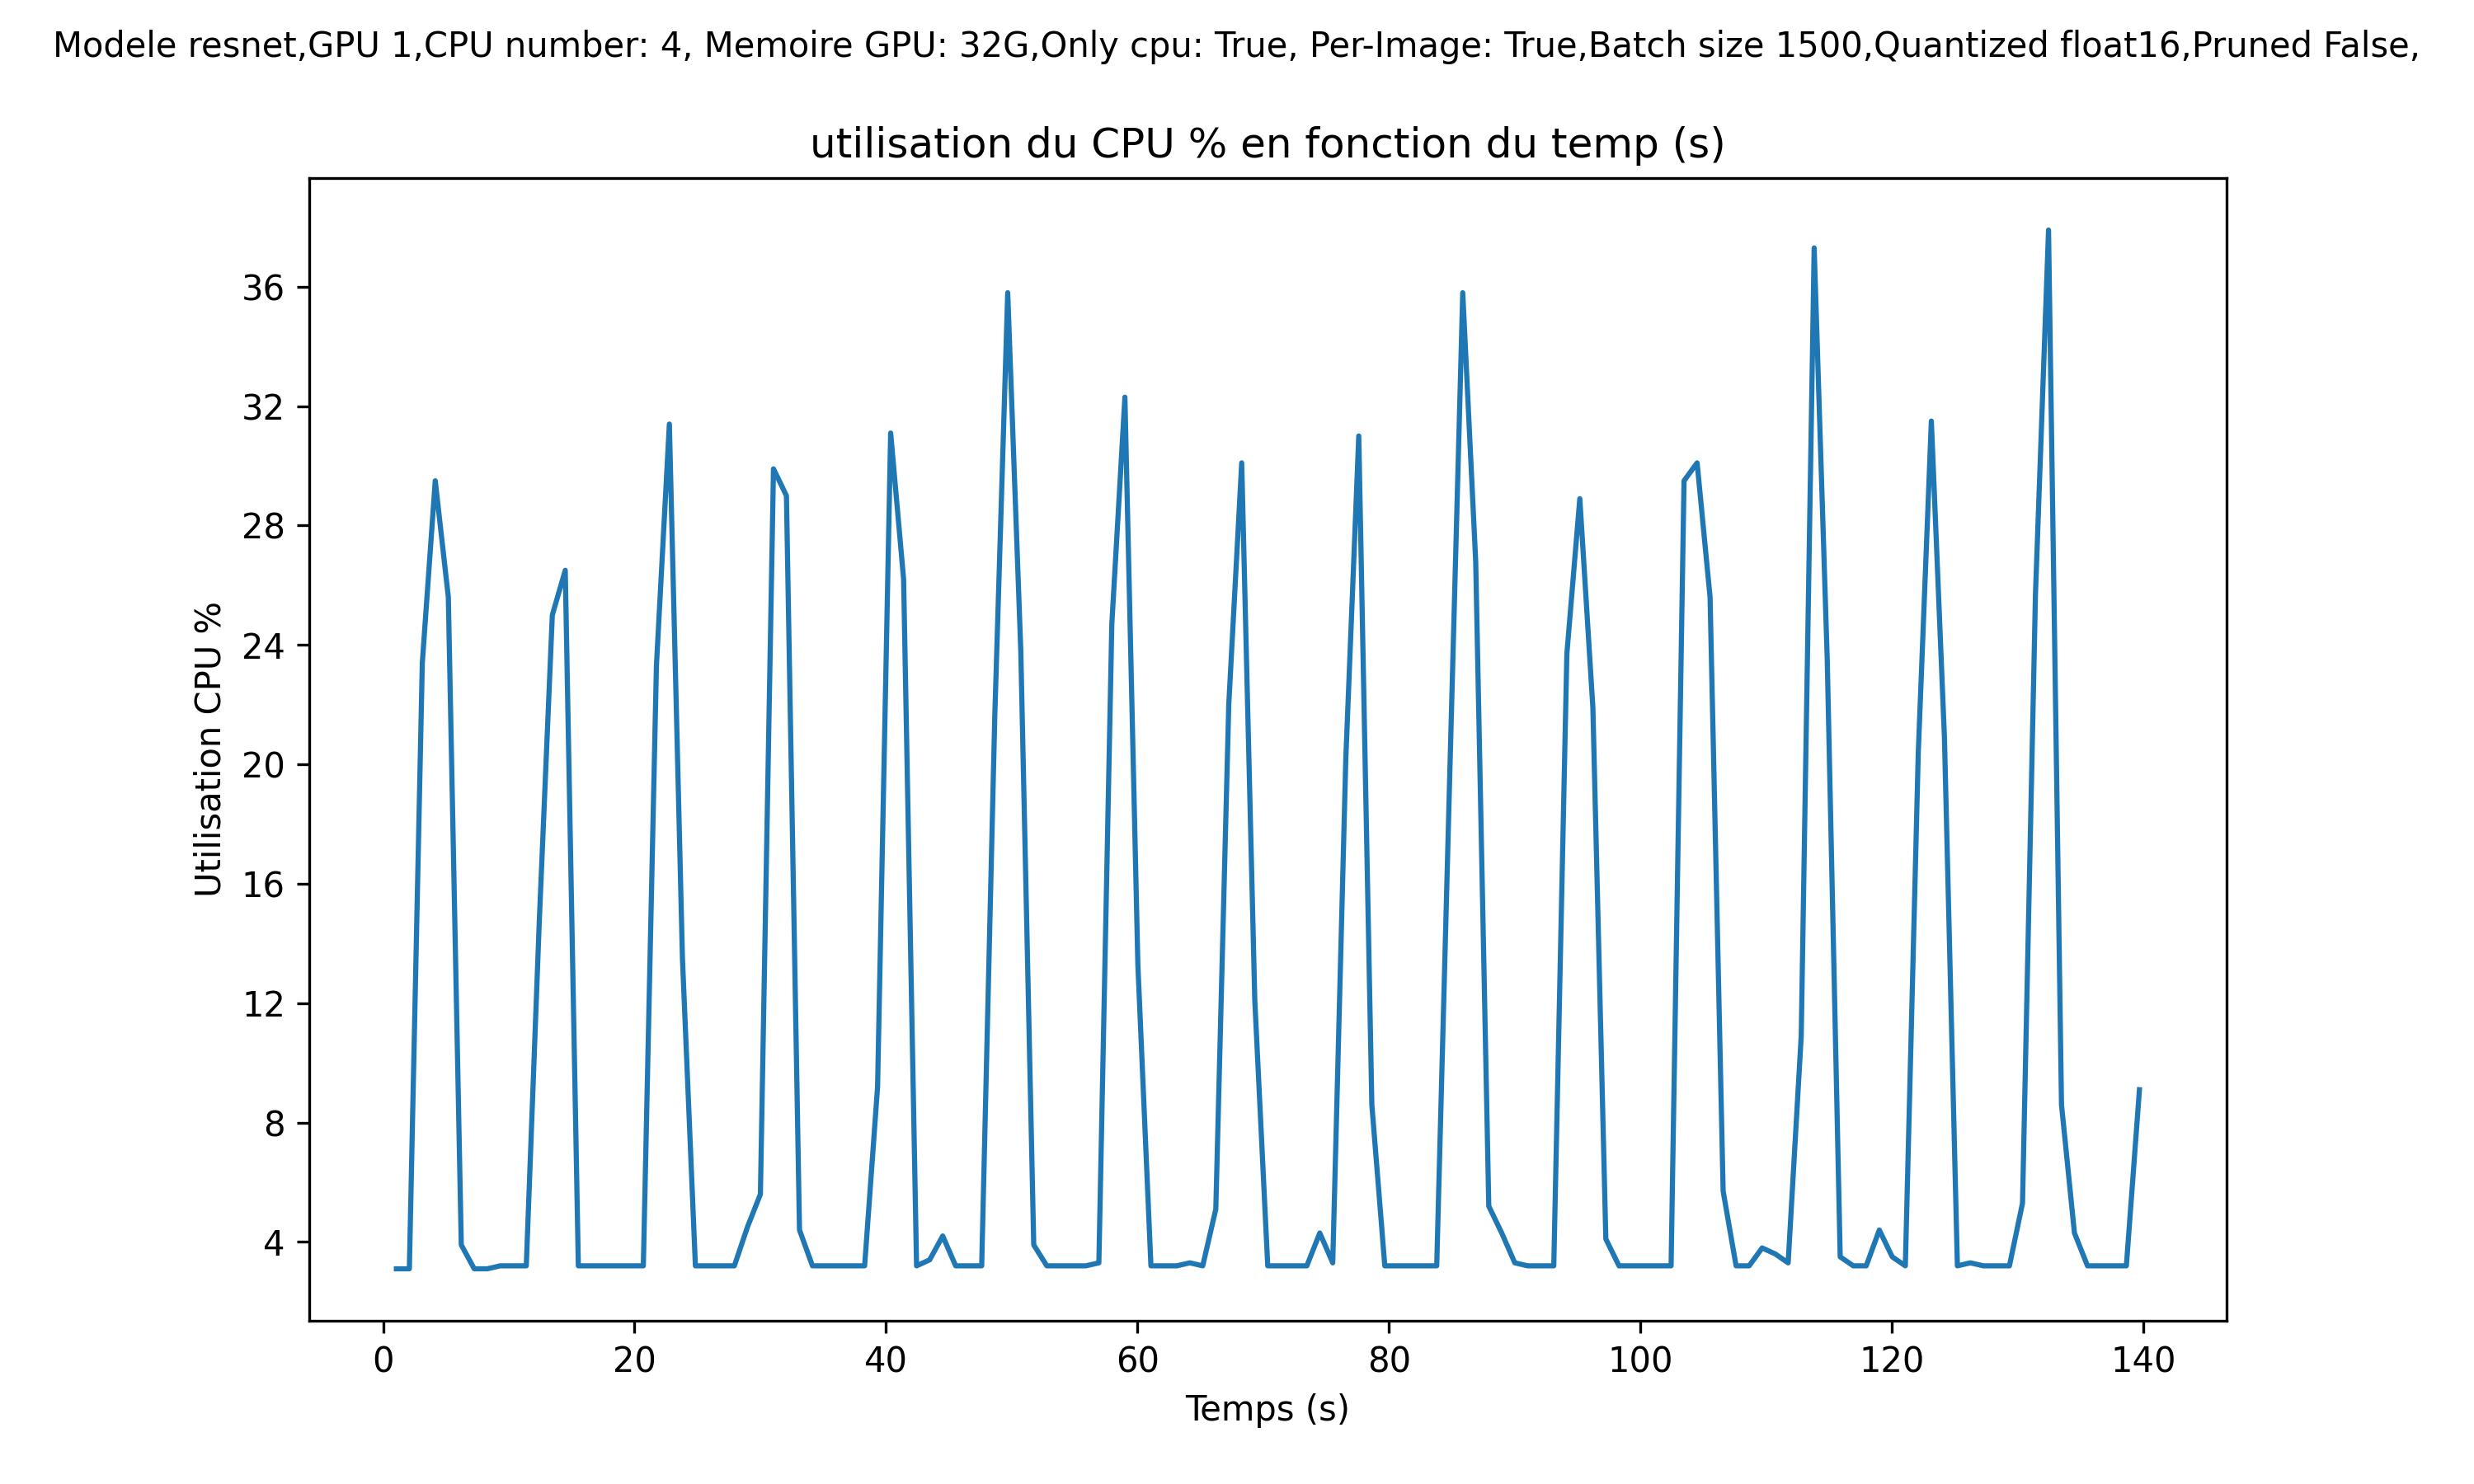 Modele resnet,GPU 1,CPU number: 4, Memoire GPU: 32G,Only cpu: True, Per-Image: True,Batch size 1500,Quantized float16,Pruned False,
utilisation du CPU % en fonction du temp (s)
Utilisation CPU %
36
32
28
24
20
16
12
8
4
0 20 40 60 80 100 120 140
Temps (s)